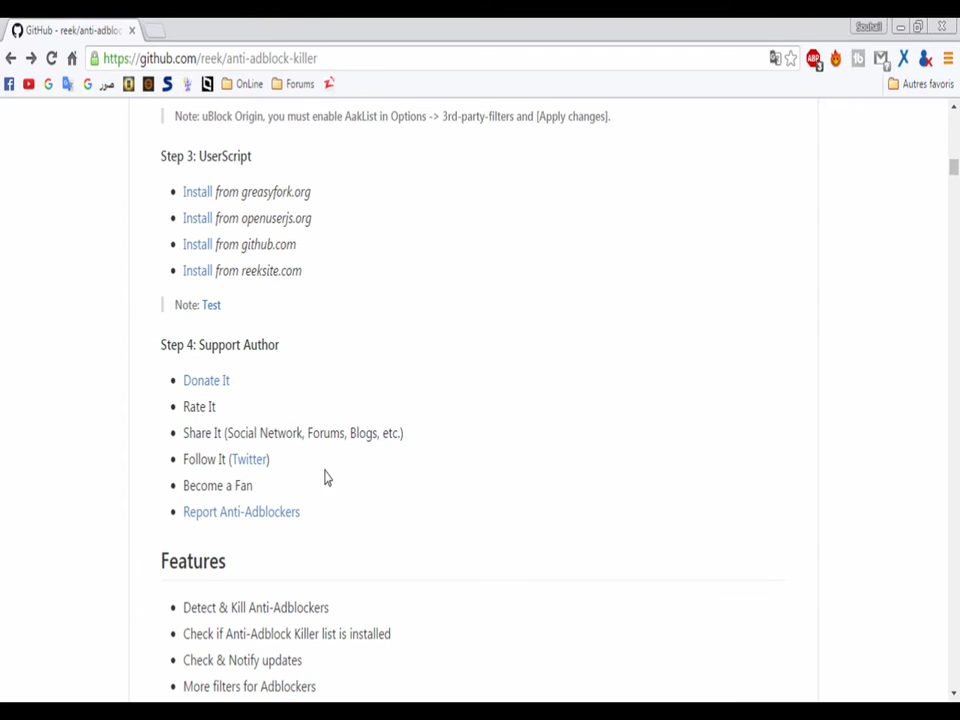 GitHub - reek/anti-adbloc
Souhail
https://github.com/reek/anti-adblock-killer
صور
OnLine
Forums
Autres favoris
Note: uBlock Origin, you must enable AakList in Options -> 3rd-party-filters and [Apply changes].
Step 3: UserScript
Install from greasyfork.org
Install from openuserjs.org
Install from github.com
Install from reeksite.com
Note: Test
Step 4: Support Author
Donate It
Rate It
Share It (Social Network, Forums, Blogs, etc.)
Follow It (Twitter)
Become a Fan
Report Anti-Adblockers
Features
Detect & Kill Anti-Adblockers
Check if Anti-Adblock Killer list is installed
Check & Notify updates
More filters for Adblockers